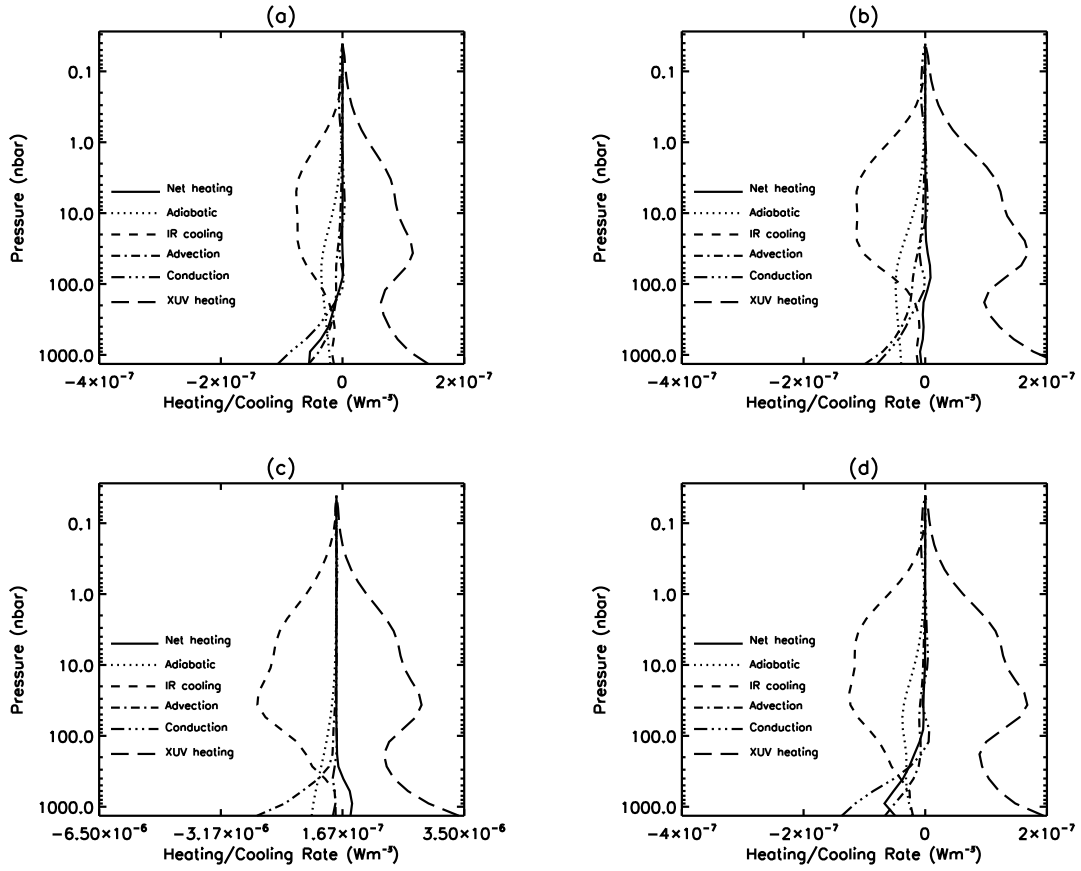 (a)
Pressure (nbar)
0.1
1.0
10.0
100.0
1000.0
Net heating
Adiabatic
IR cooling
Advection
Conduction
XUV heating
−4×10⁻⁷ −2×10⁻⁷ 0 2×10⁻⁷
Heating/Cooling Rate (Wm⁻³)
(b)
Pressure (nbar)
0.1
1.0
10.0
100.0
1000.0
Net heating
Adiabatic
IR cooling
Advection
Conduction
XUV heating
−4×10⁻⁷ −2×10⁻⁷ 0 2×10⁻⁷
Heating/Cooling Rate (Wm⁻³)
(c)
Pressure (nbar)
0.1
1.0
10.0
100.0
1000.0
Net heating
Adiabatic
IR cooling
Advection
Conduction
XUV heating
−6.50×10⁻⁶ −3.17×10⁻⁶ 1.67×10⁻⁷ 3.50×10⁻⁶
Heating/Cooling Rate (Wm⁻³)
(d)
Pressure (nbar)
0.1
1.0
10.0
100.0
1000.0
Net heating
Adiabatic
IR cooling
Advection
Conduction
XUV heating
−4×10⁻⁷ −2×10⁻⁷ 0 2×10⁻⁷
Heating/Cooling Rate (Wm⁻³)